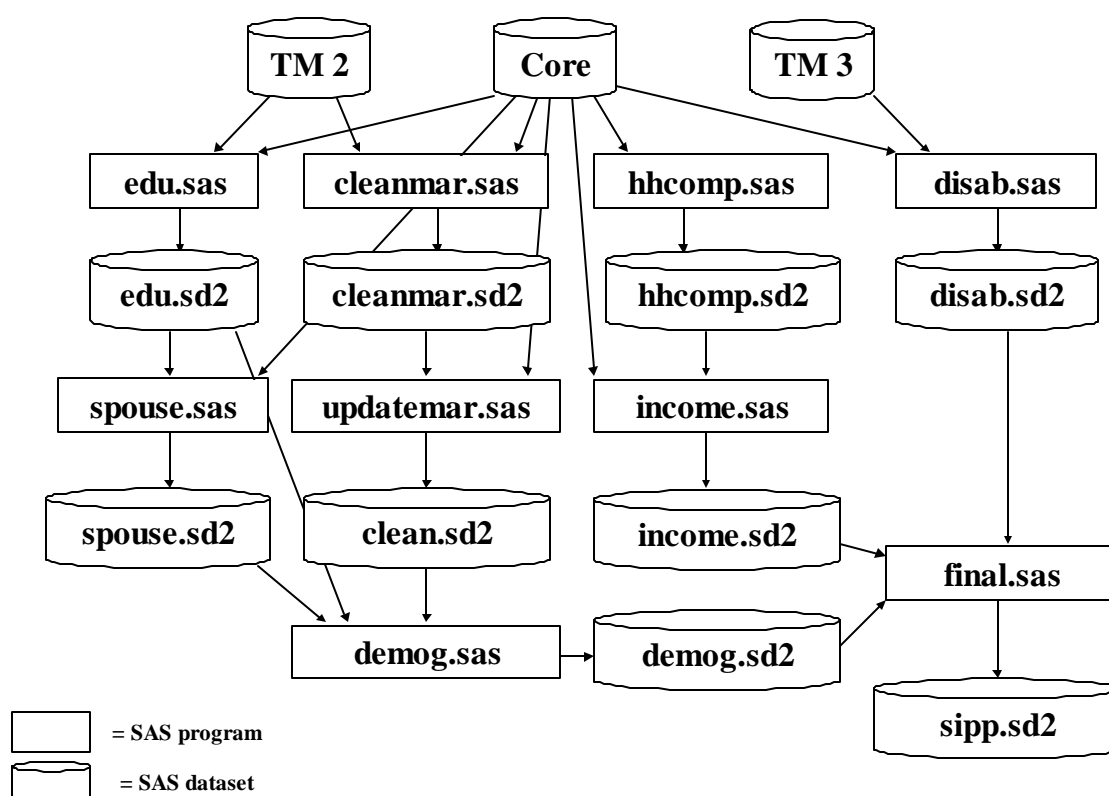 TM 2
Core
TM 3
edu.sas
cleanmar.sas
hhcomp.sas
disab.sas
edu.sd2
cleanmar.sd2
hhcomp.sd2
disab.sd2
spouse.sas
updatemar.sas
income.sas
spouse.sd2
clean.sd2
income.sd2
final.sas
demog.sas
demog.sd2
sipp.sd2
= SAS program
= SAS dataset